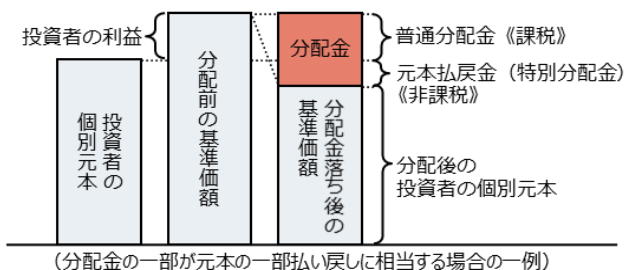 投資者の利益
分配金
普通分配金《課税》
元本払戻金（特別分配金）
《非課税》
投資者の
個別元本
分配前の基準価額
分配金落ち後の
基準価額
分配後の
投資者の個別元本
（分配金の一部が元本の一部払い戻しに相当する場合の一例）